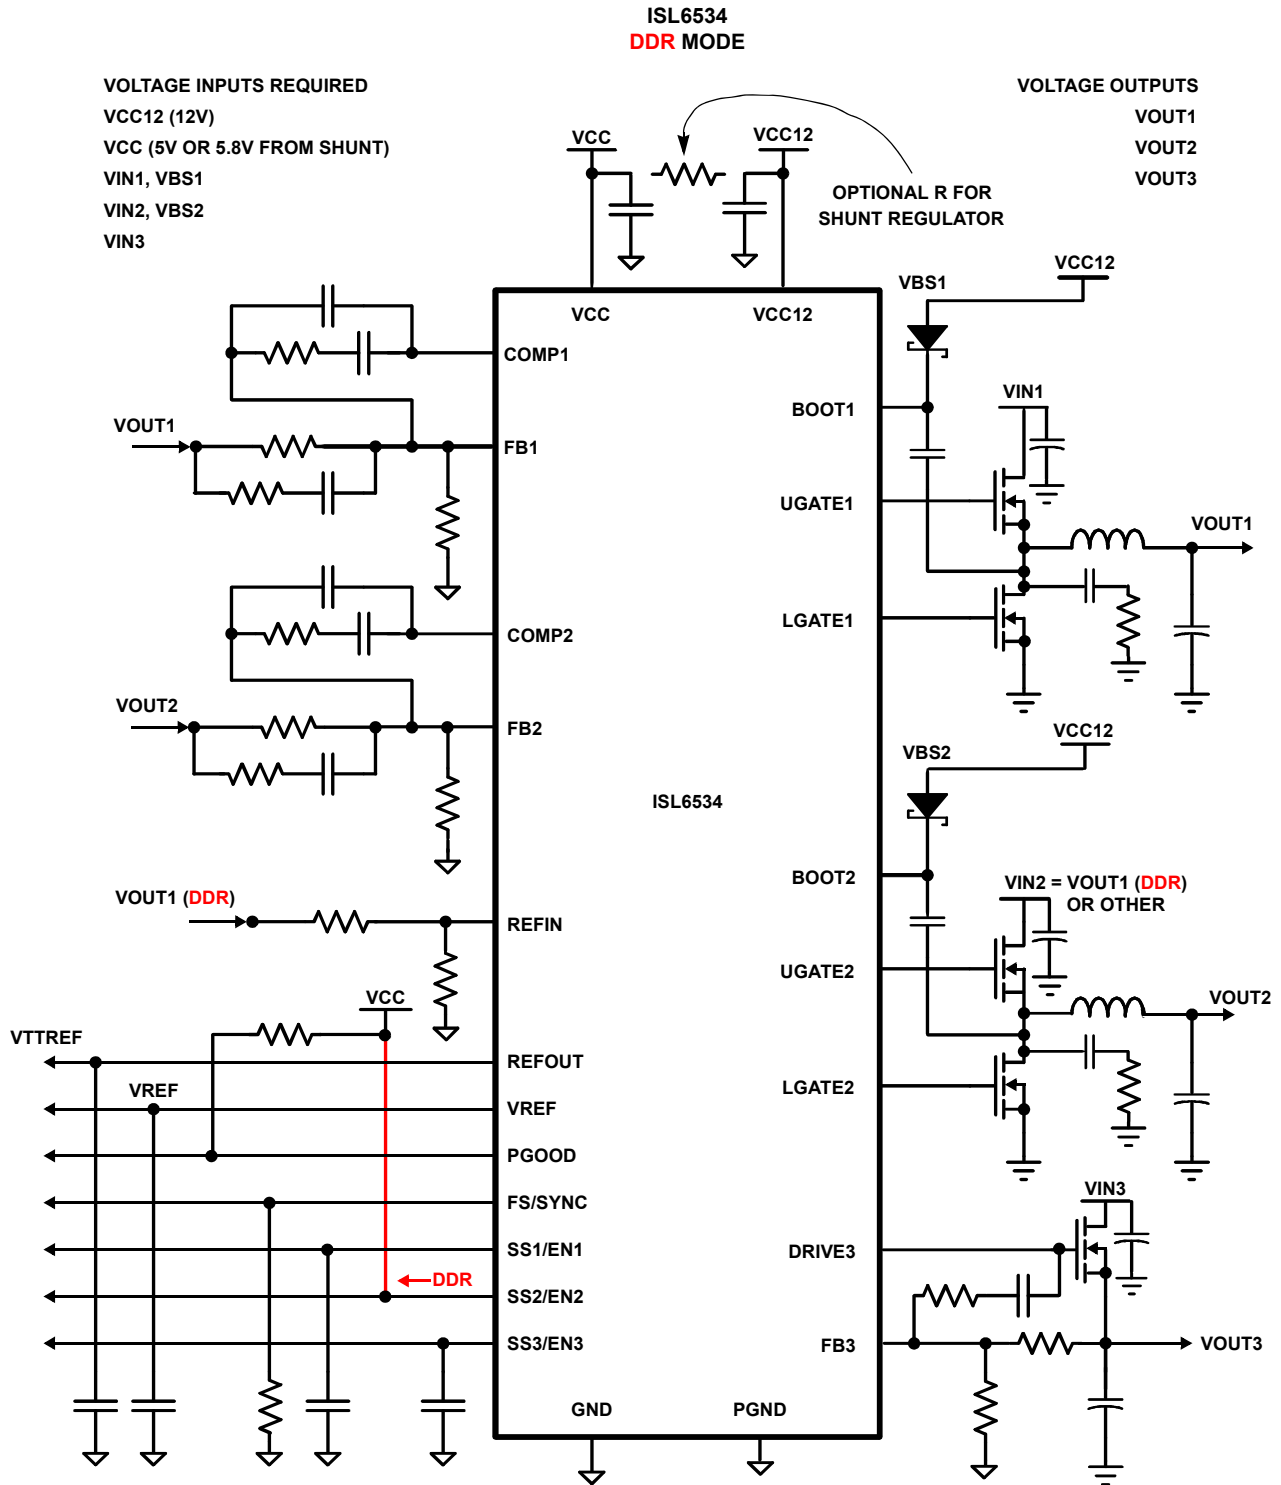 ISL6534
DDR MODE
VOLTAGE INPUTS REQUIRED
VCC12 (12V)
VCC (5V OR 5.8V FROM SHUNT)
VIN1, VBS1
VIN2, VBS2
VIN3
VOLTAGE OUTPUTS
VOUT1
VOUT2
VOUT3
VCC
VCC12
OPTIONAL R FOR
SHUNT REGULATOR
VCC
VCC12
COMP1
VOUT1
FB1
COMP2
VOUT2
FB2
VOUT1 (DDR)
REFIN
VCC
VTTREF
REFOUT
VREF
VREF
PGOOD
FS/SYNC
SS1/EN1
DDR
SS2/EN2
SS3/EN3
GND
PGND
ISL6534
VBS1
VCC12
BOOT1
VIN1
UGATE1
VOUT1
LGATE1
VBS2
VCC12
BOOT2
VIN2 = VOUT1 (DDR)
OR OTHER
UGATE2
VOUT2
LGATE2
VIN3
DRIVE3
FB3
VOUT3